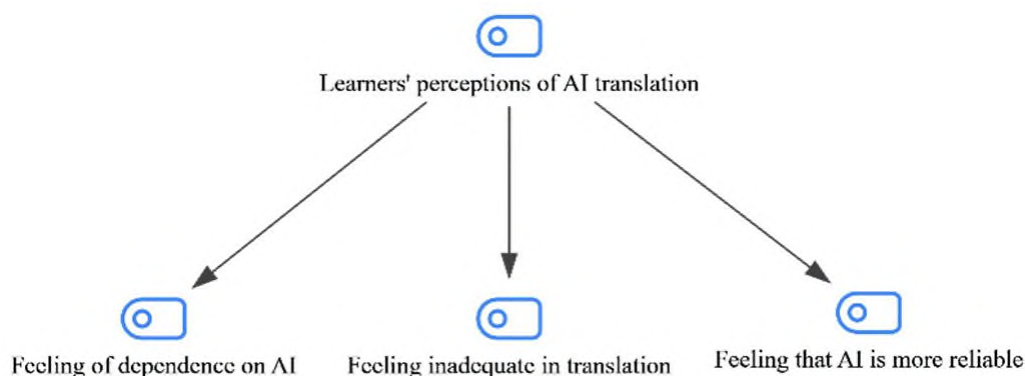 Learners' perceptions of AI translation
Feeling of dependence on AI
Feeling inadequate in translation
Feeling that AI is more reliable